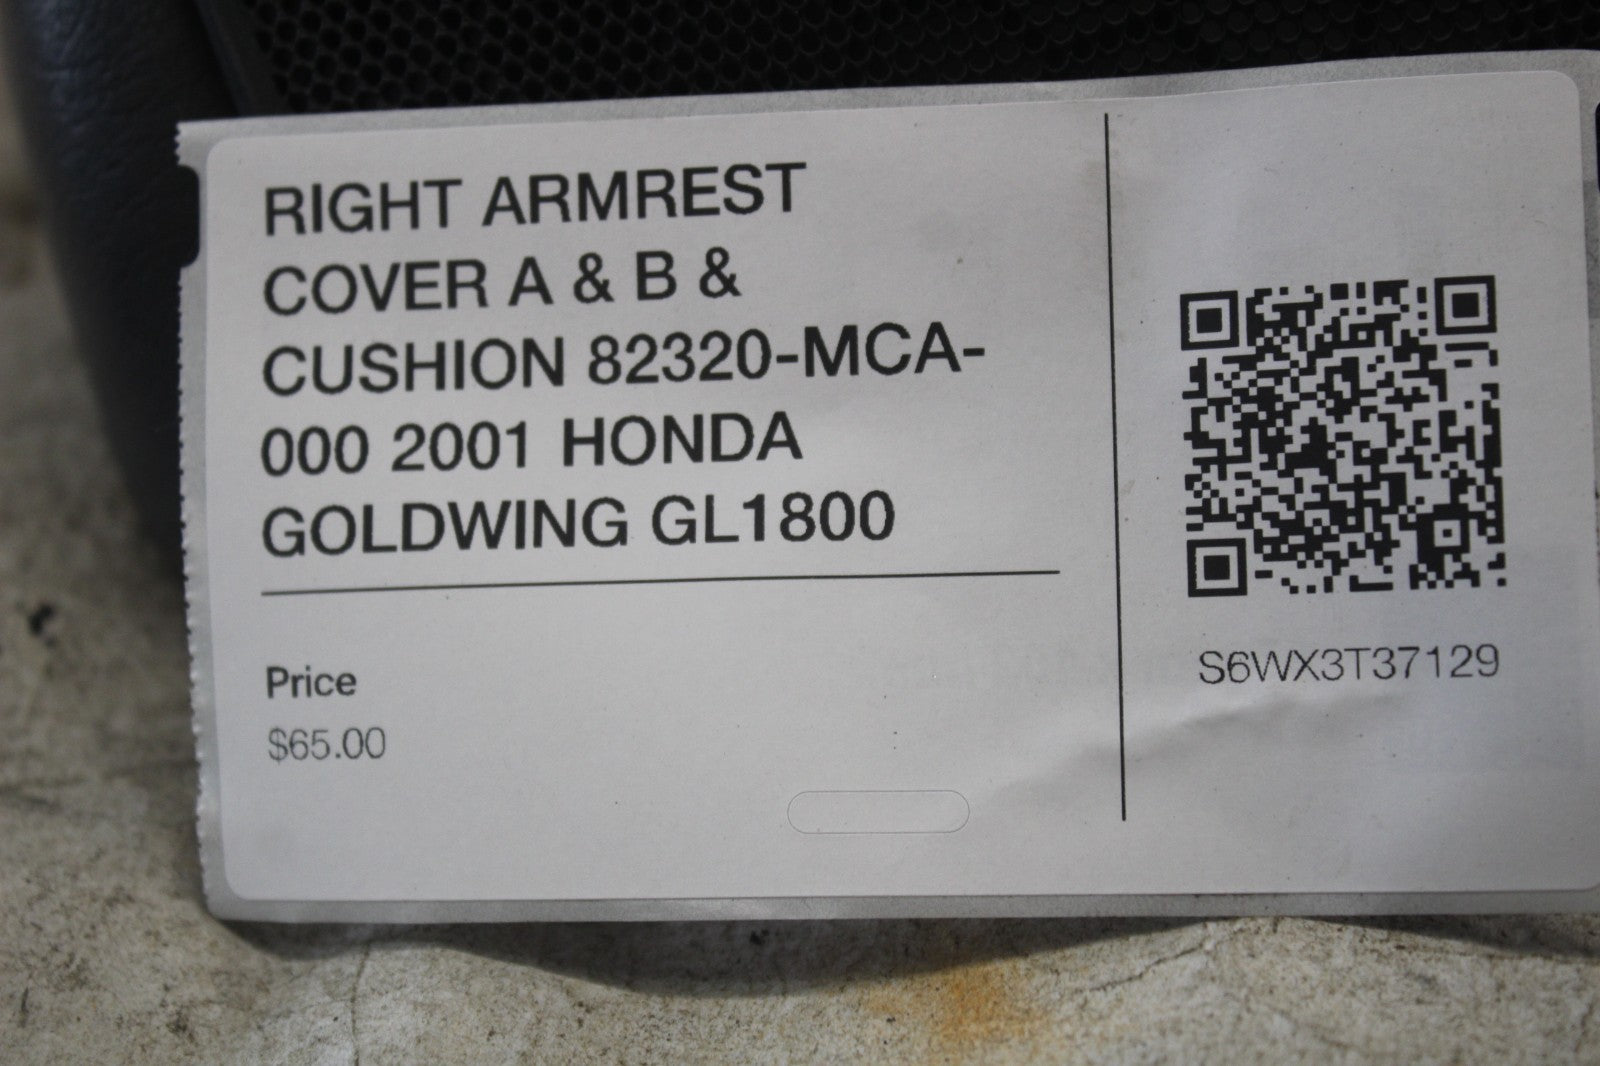 RIGHT ARMREST
COVER A & B &
CUSHION 82320-MCA-
000 2001 HONDA
GOLDWING GL1800
Price
$65.00
S6WX3T37129